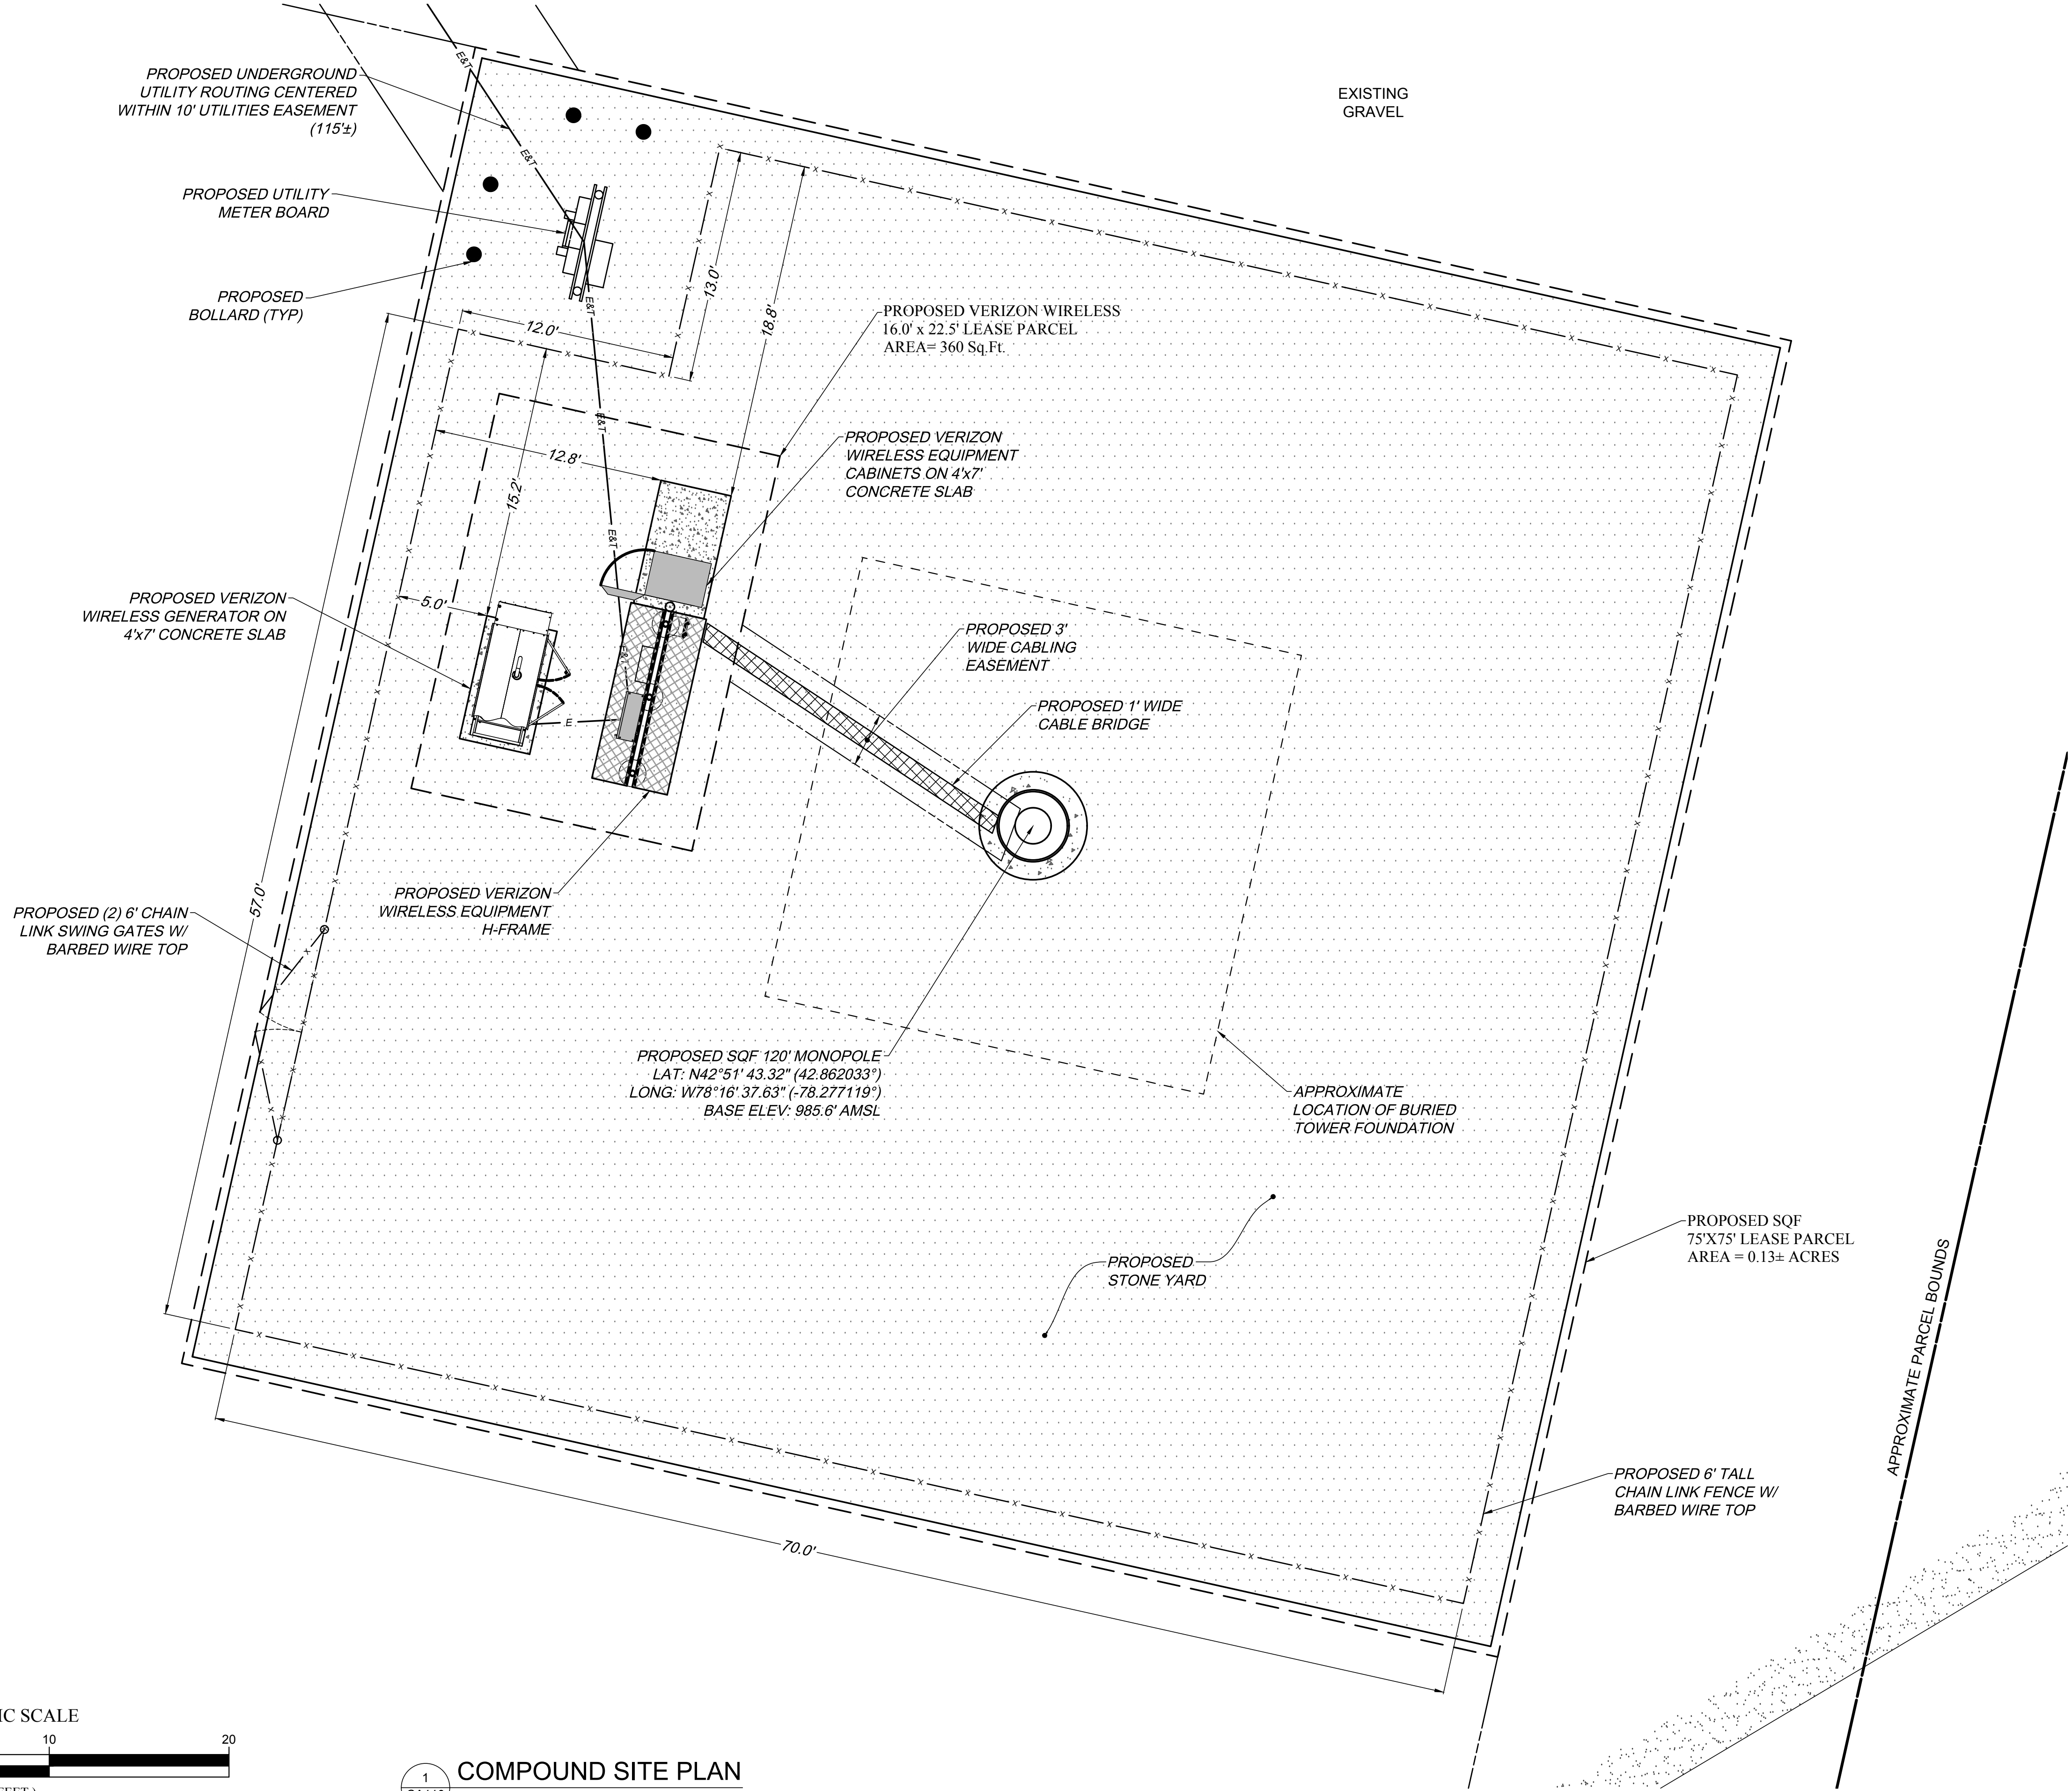 PROPOSED UNDERGROUND
UTILITY ROUTING CENTERED
WITHIN 10' UTILITIES EASEMENT
(115'±)
EXISTING
GRAVEL
E&T
E&T
PROPOSED UTILITY
METER BOARD
PROPOSED
BOLLARD (TYP)
E&T
12.0'
13.0'
18.8'
PROPOSED VERIZON WIRELESS
16.0' x 22.5' LEASE PARCEL
AREA= 360 Sq.Ft.
E&T
PROPOSED VERIZON
WIRELESS EQUIPMENT
CABINETS ON 4'x7'
CONCRETE SLAB
12.8'
15.2'
E&T
PROPOSED VERIZON
WIRELESS GENERATOR ON
4'x7' CONCRETE SLAB
5.0'
E&T
E
PROPOSED 3'
WIDE CABLING
EASEMENT
PROPOSED 1' WIDE
CABLE BRIDGE
57.0'
PROPOSED VERIZON
WIRELESS EQUIPMENT
H-FRAME
PROPOSED (2) 6' CHAIN
LINK SWING GATES W/
BARBED WIRE TOP
PROPOSED SQF 120' MONOPOLE
LAT: N42°51' 43.32" (42.862033°)
LONG: W78°16' 37.63" (-78.277119°)
BASE ELEV: 985.6' AMSL
APPROXIMATE
LOCATION OF BURIED
TOWER FOUNDATION
PROPOSED
STONE YARD
PROPOSED SQF
75'X75' LEASE PARCEL
AREA = 0.13± ACRES
APPROXIMATE PARCEL BOUNDS
PROPOSED 6' TALL
CHAIN LINK FENCE W/
BARBED WIRE TOP
70.0'
IC SCALE
10 20
1
COMPOUND SITE PLAN